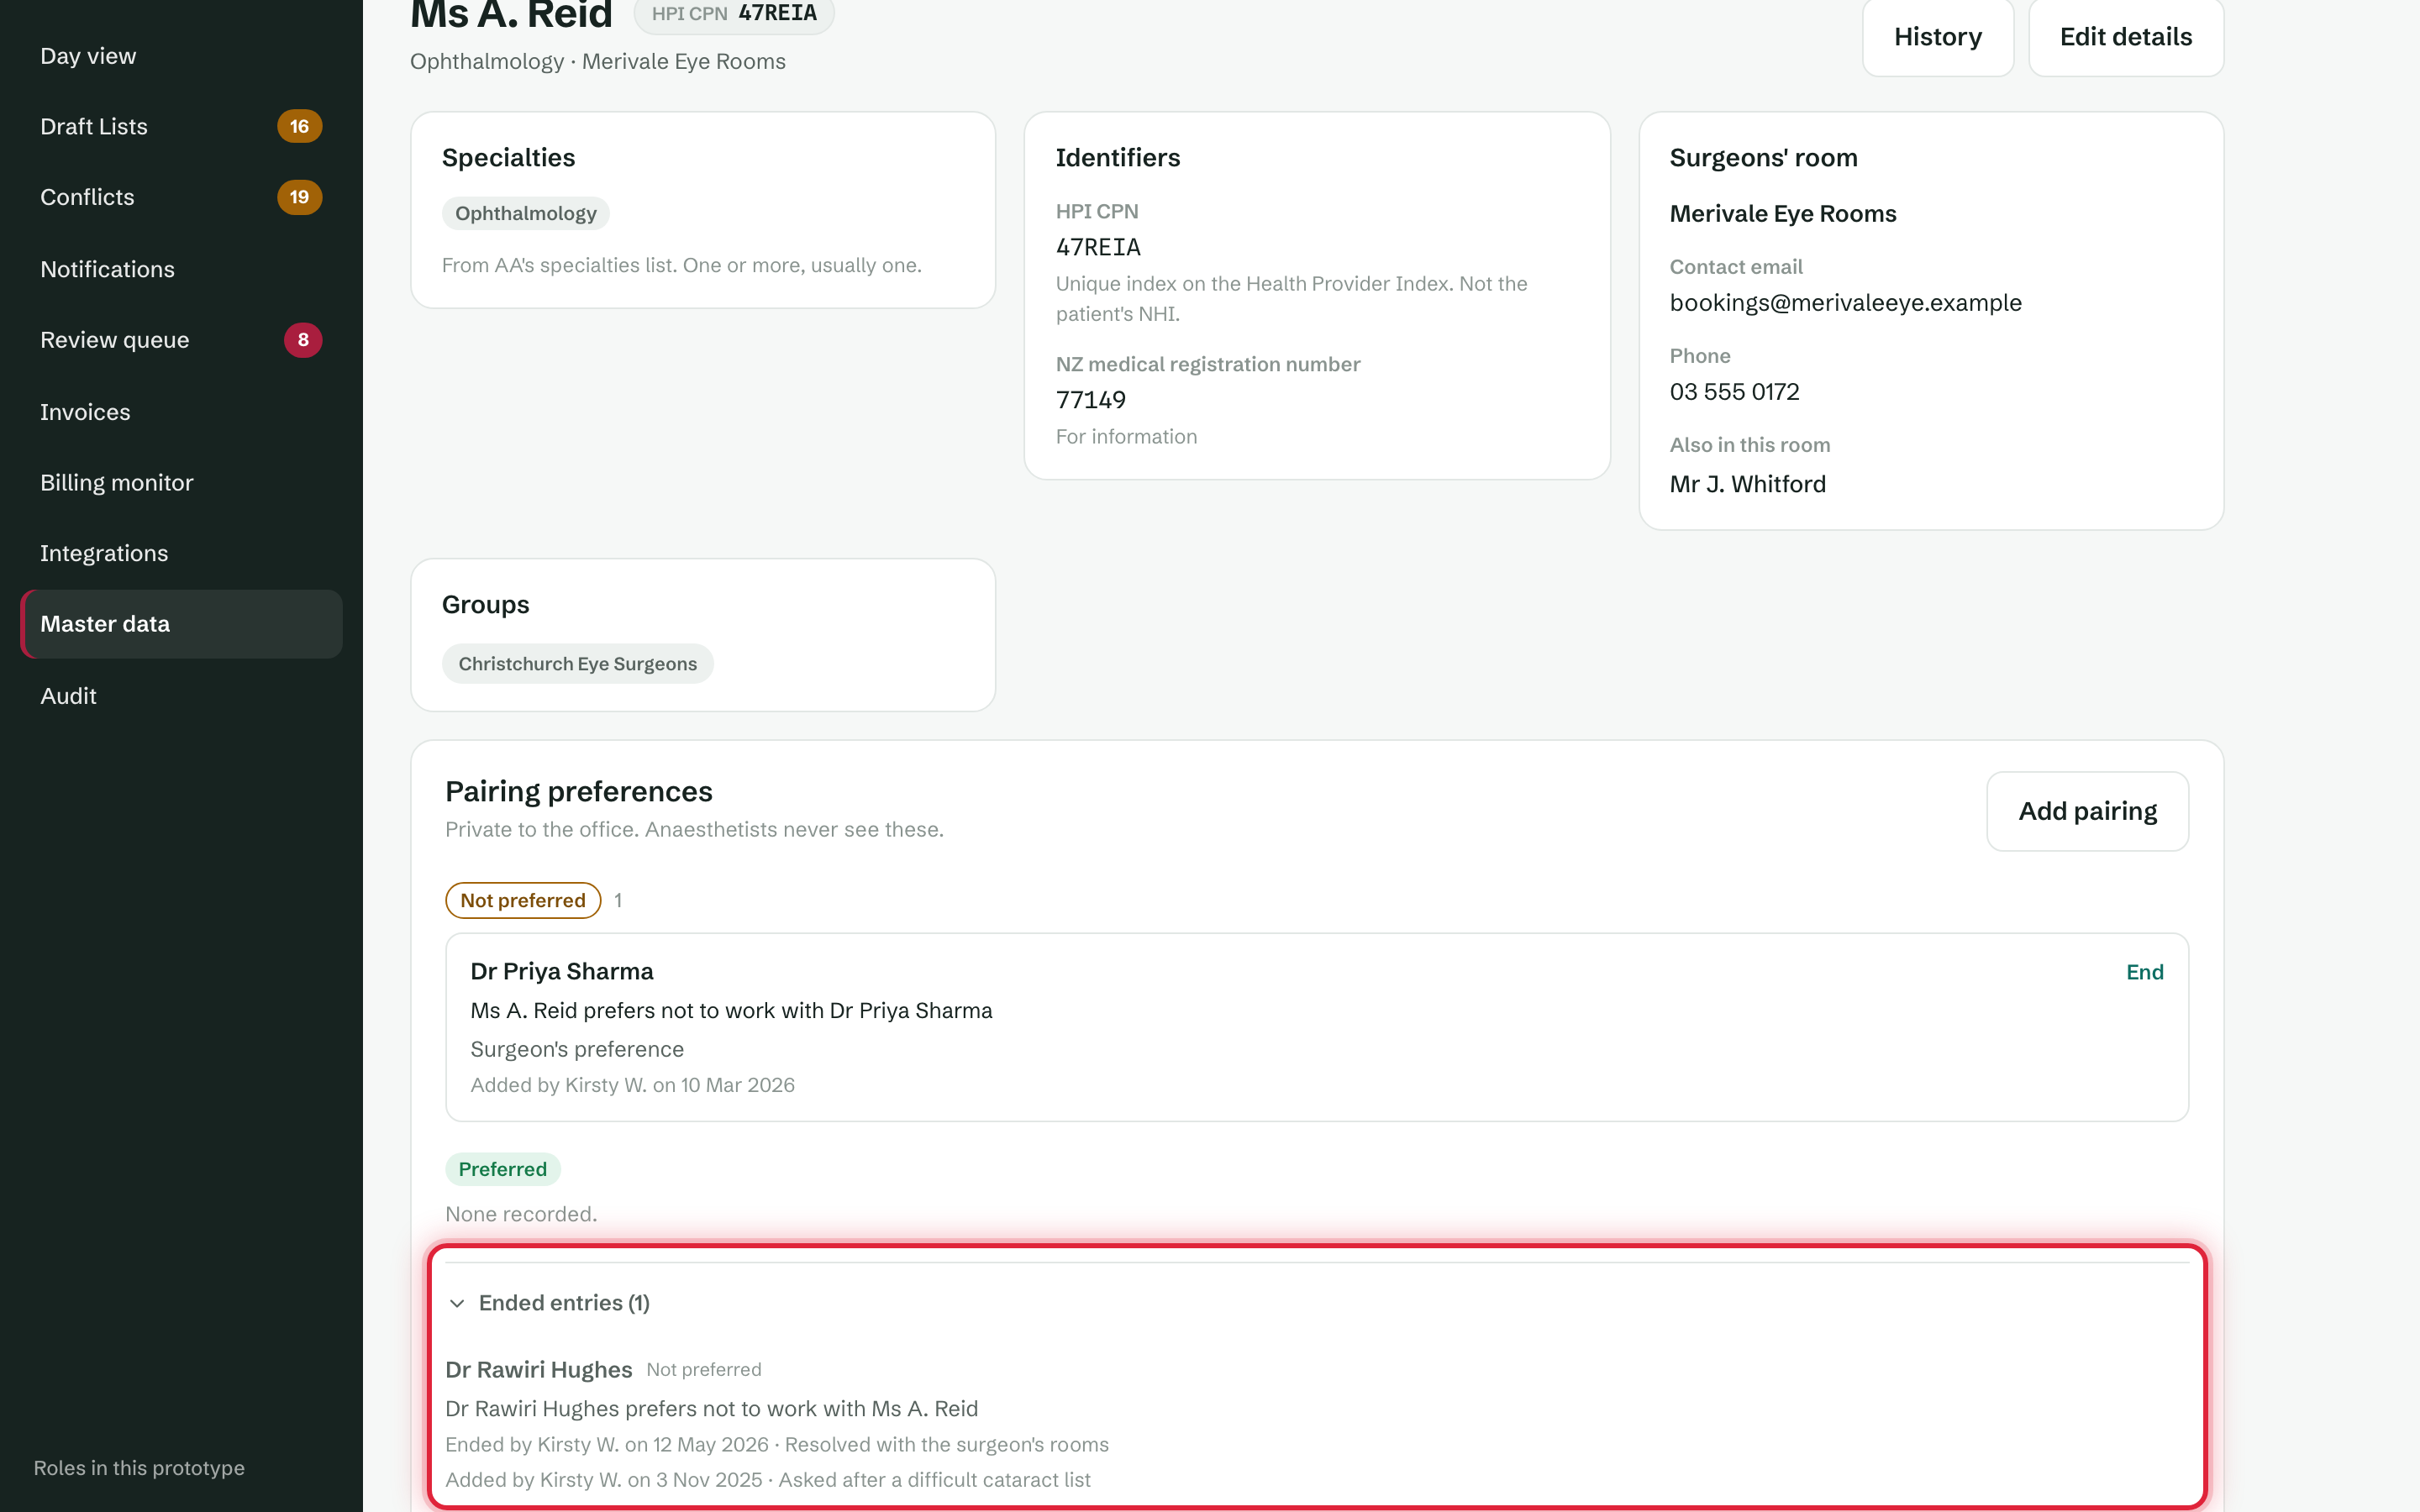 Day view
Draft Lists 16
Conflicts 19
Notifications
Review queue 8
Invoices
Billing monitor
Integrations
Master data
Audit
Roles in this prototype
Ms A. Reid HPI CPN 47REIA
Ophthalmology · Merivale Eye Rooms
History
Edit details
Specialties
Ophthalmology
From AA's specialties list. One or more, usually one.
Identifiers
HPI CPN
47REIA
Unique index on the Health Provider Index. Not the
patient's NHI.
NZ medical registration number
77149
For information
Surgeons' room
Merivale Eye Rooms
Contact email
bookings@merivaleeye.example
Phone
03 555 0172
Also in this room
Mr J. Whitford
Groups
Christchurch Eye Surgeons
Pairing preferences
Private to the office. Anaesthetists never see these.
Add pairing
Not preferred 1
Dr Priya Sharma
End
Ms A. Reid prefers not to work with Dr Priya Sharma
Surgeon's preference
Added by Kirsty W. on 10 Mar 2026
Preferred
None recorded.
Ended entries (1)
Dr Rawiri Hughes Not preferred
Dr Rawiri Hughes prefers not to work with Ms A. Reid
Ended by Kirsty W. on 12 May 2026 · Resolved with the surgeon's rooms
Added by Kirsty W. on 3 Nov 2025 · Asked after a difficult cataract list